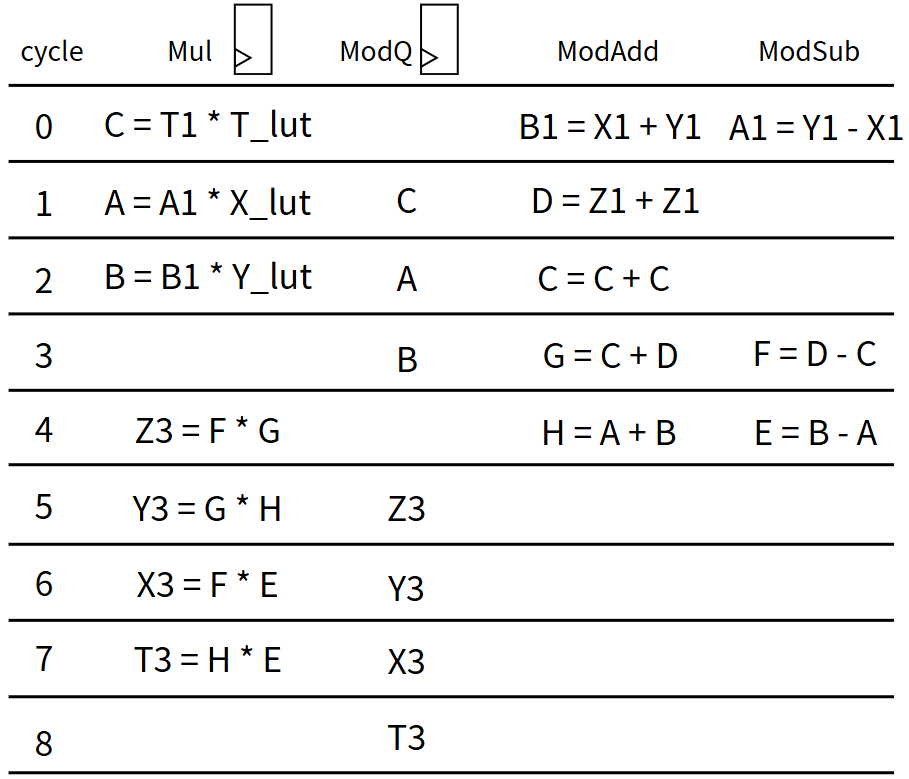 cycle Mul ModQ ModAdd ModSub
0 C = T1 * T_lut B1 = X1 + Y1 A1 = Y1 - X1
1 A = A1 * X_lut C D = Z1 + Z1
2 B = B1 * Y_lut A C = C + C
3 B G = C + D F = D - C
4 Z3 = F * G H = A + B E = B - A
5 Y3 = G * H Z3
6 X3 = F * E Y3
7 T3 = H * E X3
8 T3